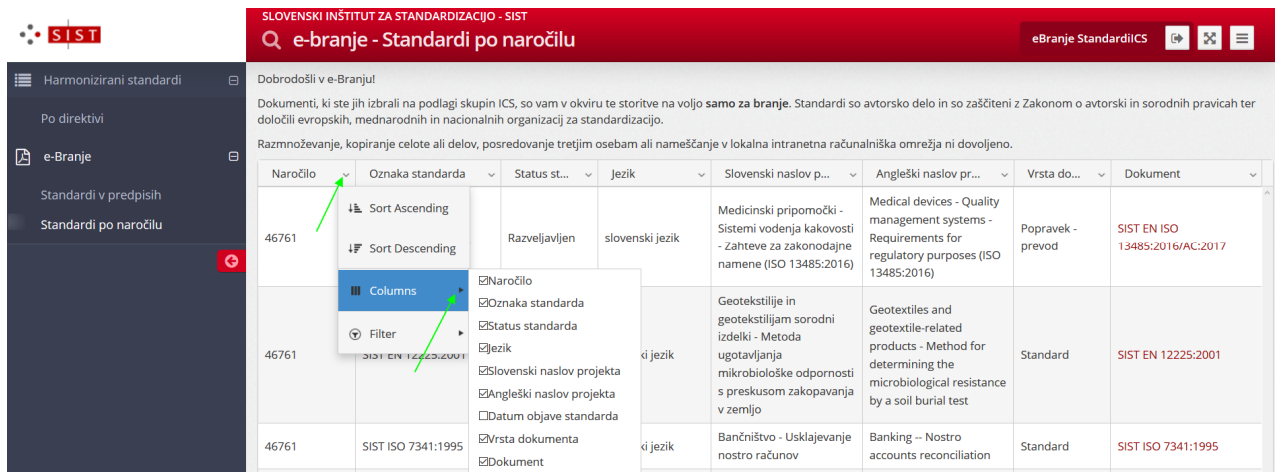 SIST
SLOVENSKI INŠTITUT ZA STANDARDIZACIJO - SIST
e-branje - Standardi po naročilu
eBranje StandardiICS
Harmonizirani standardi
Po direktivi
e-Branje
Standardi v predpisih
Standardi po naročilu
Dobrodošli v e-Branju!
Dokumenti, ki ste jih izbrali na podlagi skupin ICS, so vam v okviru te storitve na voljo samo za branje. Standardi so avtorsko delo in so zaščiteni z Zakonom o avtorski in sorodnih pravicah ter
določili evropskih, mednarodnih in nacionalnih organizacij za standardizacijo.
Razmnoževanje, kopiranje celote ali delov, posredovanje tretjim osebam ali nameščanje v lokalna intranetna računalniška omrežja ni dovoljeno.
Naročilo Oznaka standarda Status st... Jezik Slovenski naslov p... Angleški naslov pr... Vrsta do... Dokument
Sort Ascending
Sort Descending
Columns
Filter
Naročilo
Oznaka standarda
Status standarda
Jezik
Slovenski naslov projekta
Angleški naslov projekta
Datum objave standarda
Vrsta dokumenta
Dokument
46761
Razveljavljen
slovenski jezik
Medicinski pripomočki -
Sistemi vodenja kakovosti
- Zahteve za zakonodajne
namene (ISO 13485:2016)
Medical devices - Quality
management systems -
Requirements for
regulatory purposes (ISO
13485:2016)
Popravek -
prevod
SIST EN ISO
13485:2016/AC:2017
46761
SIST EN 12225:2001
ki jezik
Geotekstilije in
geotekstilijam sorodni
izdelki - Metoda
ugotavljanja
mikrobiološke odpornosti
s preskusom zakopavanja
v zemljo
Geotextiles and
geotextile-related
products - Method for
determining the
microbiological resistance
by a soil burial test
Standard
SIST EN 12225:2001
46761
SIST ISO 7341:1995
ki jezik
Bančništvo - Usklajevanje
nostro računov
Banking -- Nostro
accounts reconciliation
Standard
SIST ISO 7341:1995